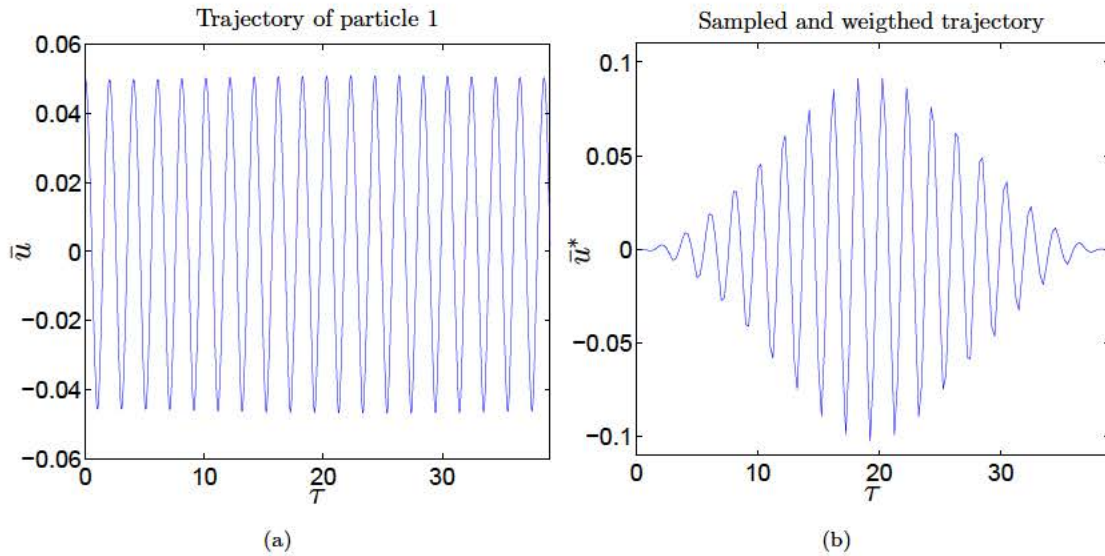 Trajectory of particle 1
0.06
0.04
0.02
0
−0.02
−0.04
−0.06
ū
0
10
20
30
τ
(a)
Sampled and weigthed trajectory
0.1
0.05
0
−0.05
−0.1
ū*
0
10
20
30
τ
(b)